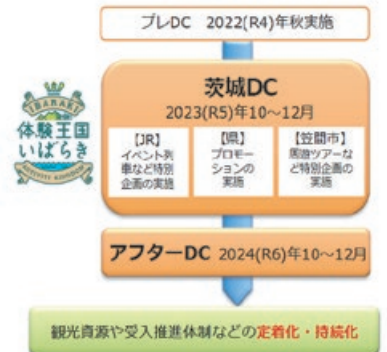 プレDC 2022(R4)年秋実施
IBARAKI
体験王国
いばらき
茨城DC
2023(R5)年10~12月
【JR】
イベント列
車など特別
企画の実施
【県】
プロモー
ションの
実施
【笠間市】
周遊ツアーな
ど特別企画の
実施
アフターDC 2024(R6)年10~12月
観光資源や受入推進体制などの定着化・持続化